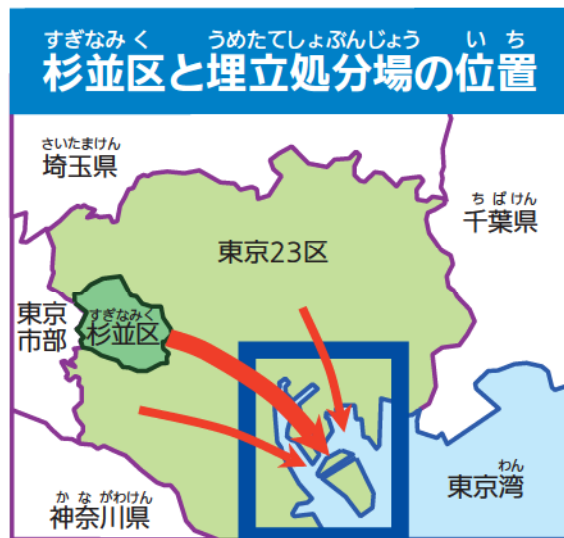 すぎなみく うめたてしょぶんじょう いち
杉並区と埋立処分場の位置
さいたまけん
埼玉県
ちばけん
千葉県
東京23区
東京
市部
すぎなみく
杉並区
わん
東京湾
かながわけん
神奈川県